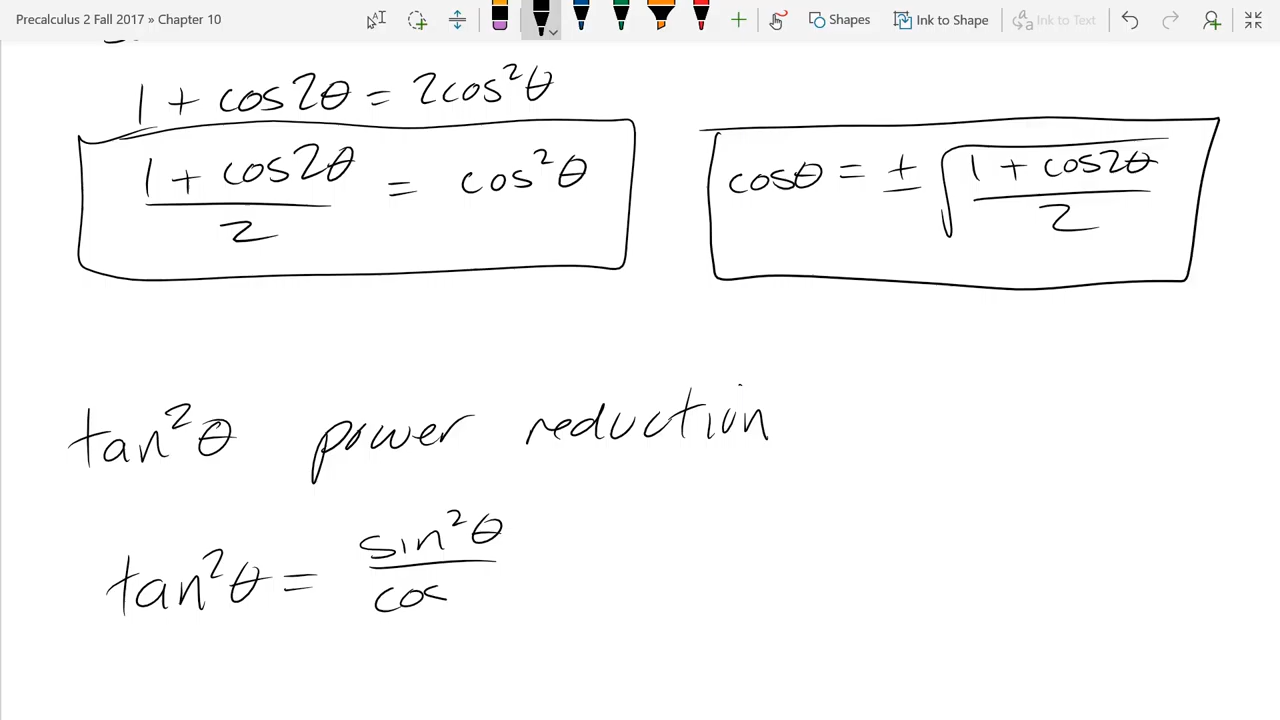 Precalculus 2 Fall 2017 » Chapter 10
Shapes
Ink to Shape
Ink to Text
1 + cos2θ = 2cos²θ
(1 + cos2θ)/2 = cos²θ
cosθ = ± √((1 + cos2θ)/2)
tan²θ power reduction
tan²θ = sin²θ/cos